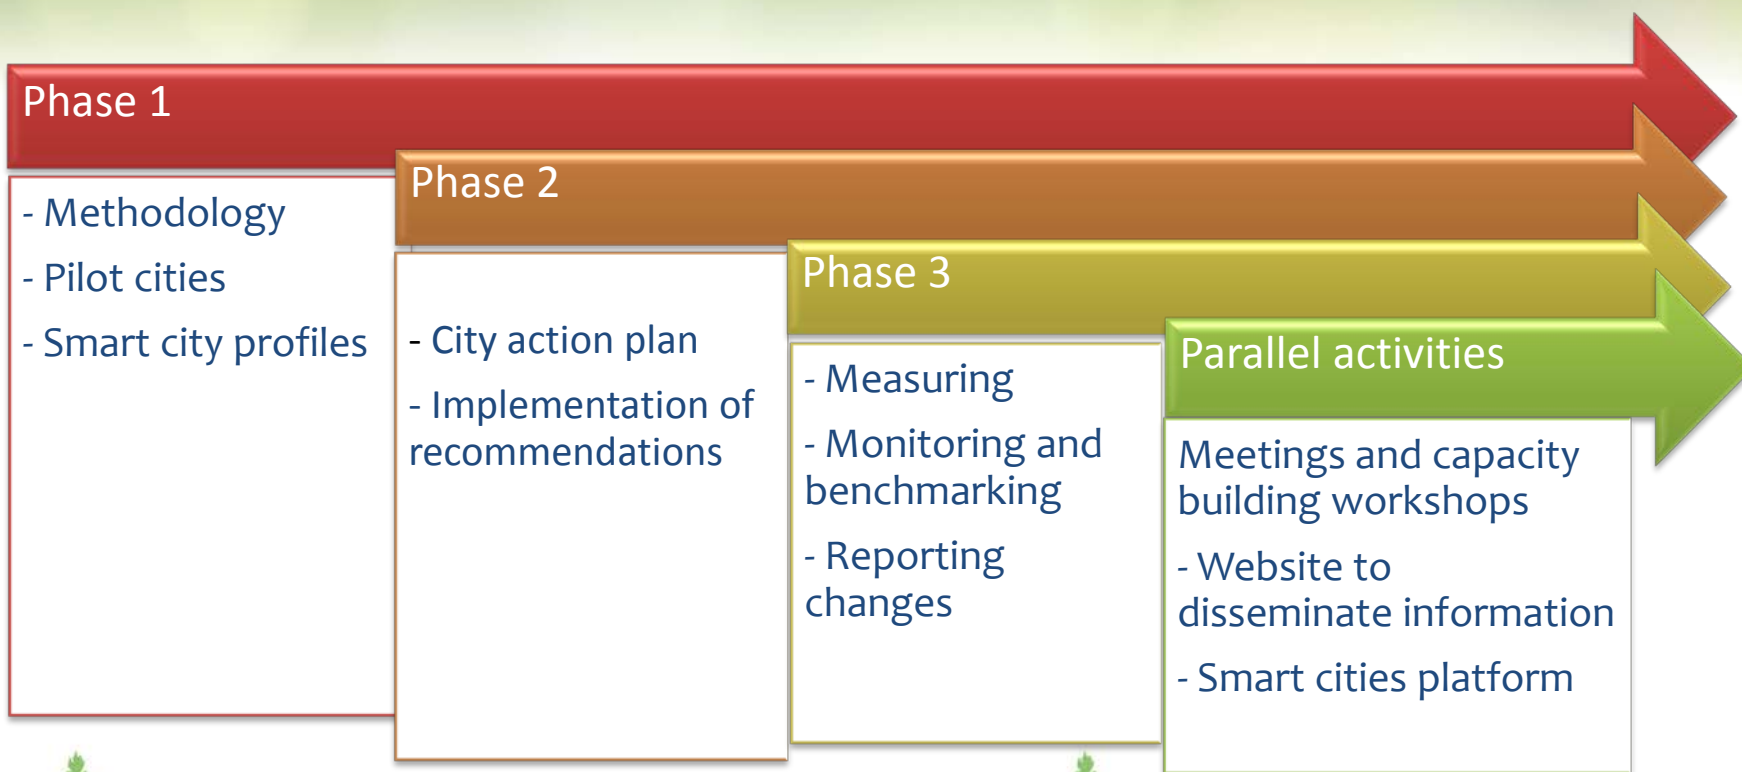 Phase 1
- Methodology
- Pilot cities
- Smart city profiles
Phase 2
- City action plan
- Implementation of
recommendations
Phase 3
- Measuring
- Monitoring and
benchmarking
- Reporting
changes
Parallel activities
Meetings and capacity
building workshops
- Website to
disseminate information
- Smart cities platform